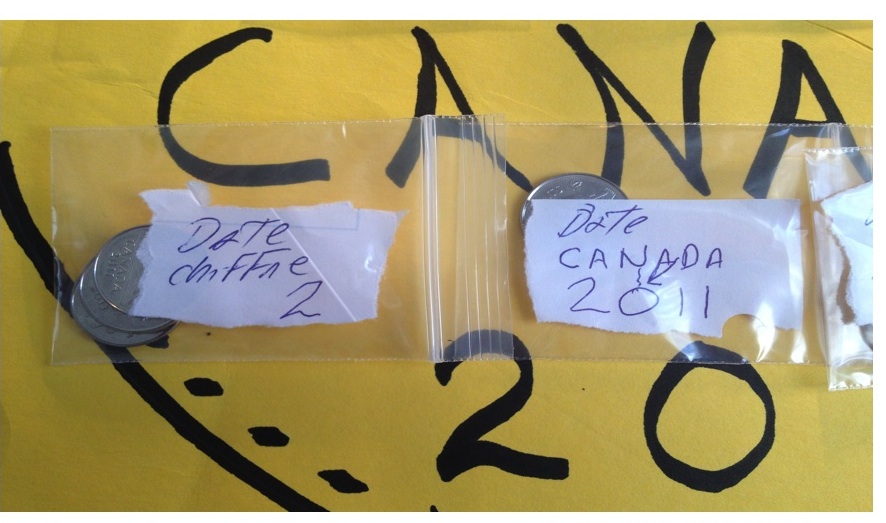 CANA
Date
chiffre
2
Date
CANADA
2011
20